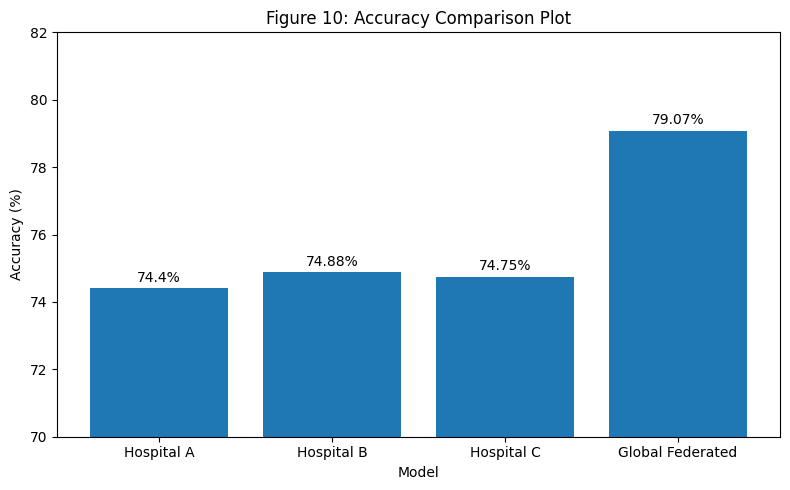 Figure 10: Accuracy Comparison Plot
Accuracy (%)
82
80
78
76
74
72
70
74.4%
74.88%
74.75%
79.07%
Hospital A
Hospital B
Hospital C
Global Federated
Model